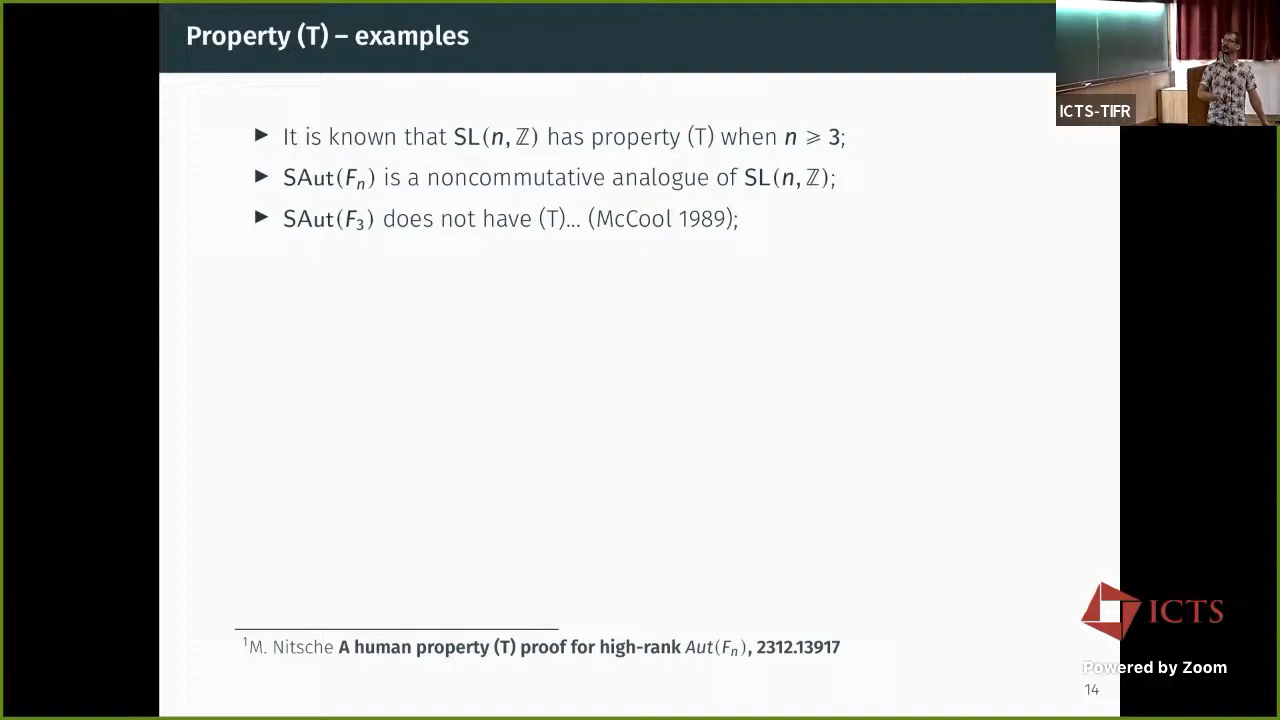 Property (T) – examples
ICTS-TIFR
► It is known that SL(n, ℤ) has property (T) when n ⩾ 3;
► SAut(Fₙ) is a noncommutative analogue of SL(n, ℤ);
► SAut(F₃) does not have (T)... (McCool 1989);
¹M. Nitsche A human property (T) proof for high-rank Aut(Fₙ), 2312.13917
ICTS
Powered by Zoom
14